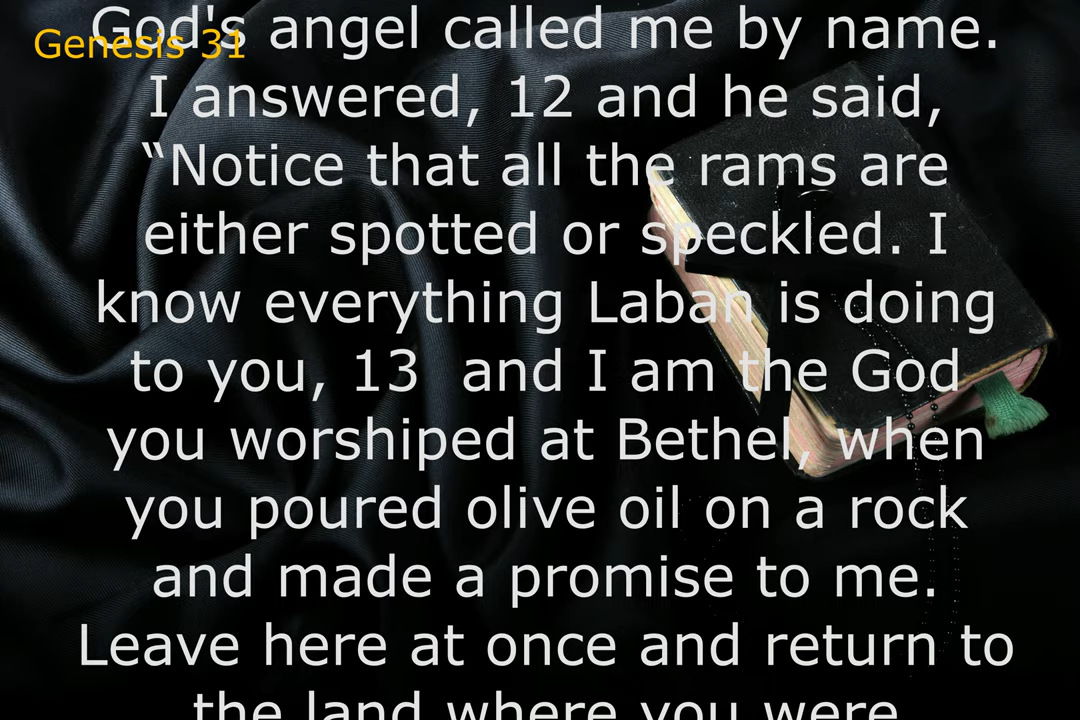 God's angel called me by name.
Genesis 31
I answered, 12 and he said,
“Notice that all the rams are
either spotted or speckled. I
know everything Laban is doing
to you, 13  and I am the God
you worshiped at Bethel, when
you poured olive oil on a rock
and made a promise to me.
Leave here at once and return to
the land where you were